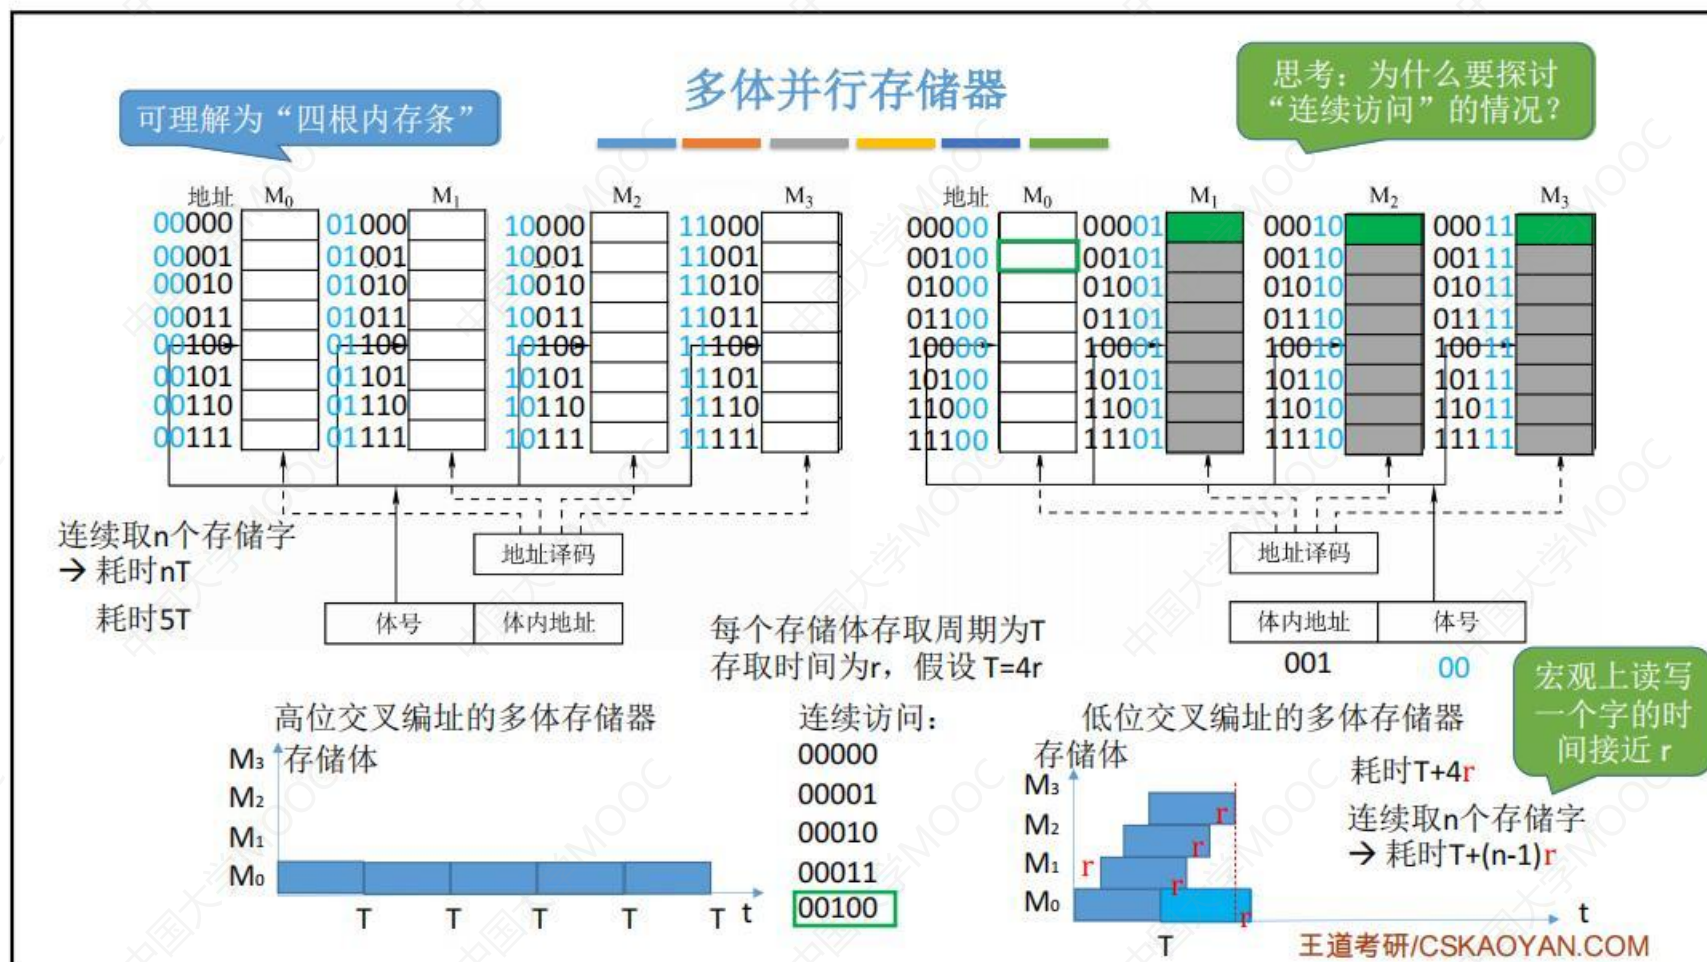 多体并行存储器
可理解为“四根内存条”
思考：为什么要探讨
“连续访问”的情况？
地址 M₀ M₁ M₂ M₃
00000 01000 10000 11000
00001 01001 10001 11001
00010 01010 10010 11010
00011 01011 10011 11011
00100 01100 10100 11100
00101 01101 10101 11101
00110 01110 10110 11110
00111 01111 10111 11111
地址译码
体号 体内地址
连续取n个存储字
→ 耗时nT
耗时5T
地址 M₀ M₁ M₂ M₃
00000 00001 00010 00011
00100 00101 00110 00111
01000 01001 01010 01011
01100 01101 01110 01111
10000 10001 10010 10011
10100 10101 10110 10111
11000 11001 11010 11011
11100 11101 11110 11111
地址译码
体内地址 体号
001 00
每个存储体存取周期为T
存取时间为r，假设 T=4r
宏观上读写
一个字的时
间接近 r
高位交叉编址的多体存储器
存储体
M₃
M₂
M₁
M₀
T T T T T t
连续访问：
00000
00001
00010
00011
00100
低位交叉编址的多体存储器
存储体
M₃
M₂
M₁
M₀
r
r
r
r
r
T
t
耗时T+4r
连续取n个存储字
→ 耗时T+(n-1)r
王道考研/CSKAOYAN.COM
中国大学MOOC